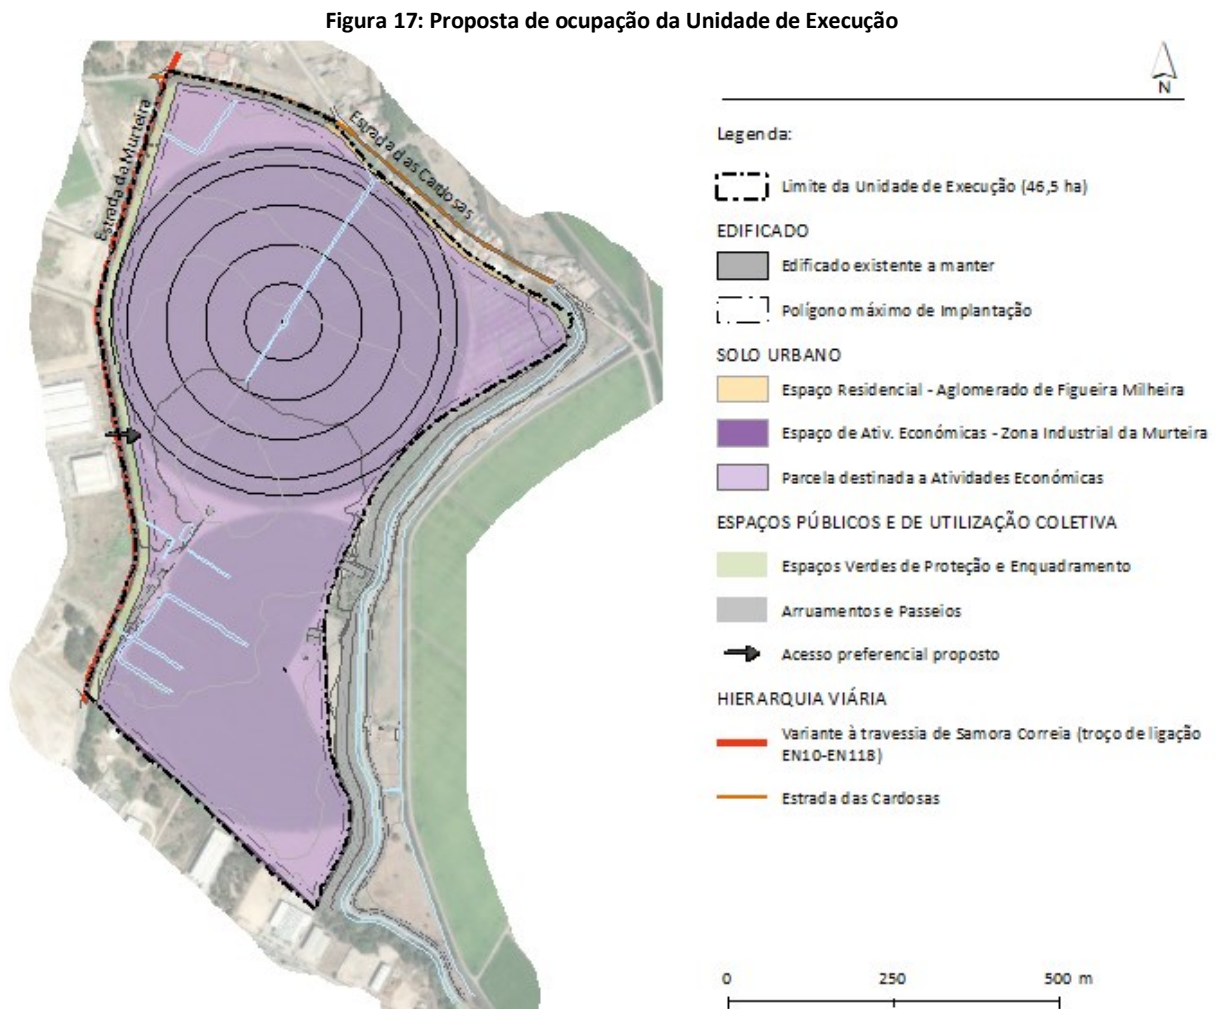 Figura 17: Proposta de ocupação da Unidade de Execução
N
Estrada da Murteira
Estrada das Cardosas
Legenda:
Limite da Unidade de Execução (46,5 ha)
EDIFICADO
Edificado existente a manter
Polígono máximo de Implantação
SOLO URBANO
Espaço Residencial - Aglomerado de Figueira Milheira
Espaço de Ativ. Económicas - Zona Industrial da Murteira
Parcela destinada a Atividades Económicas
ESPAÇOS PÚBLICOS E DE UTILIZAÇÃO COLETIVA
Espaços Verdes de Proteção e Enquadramento
Arruamentos e Passeios
Acesso preferencial proposto
HIERARQUIA VIÁRIA
Variante à travessia de Samora Correia (troço de ligação
EN10-EN118)
Estrada das Cardosas
0 250 500 m